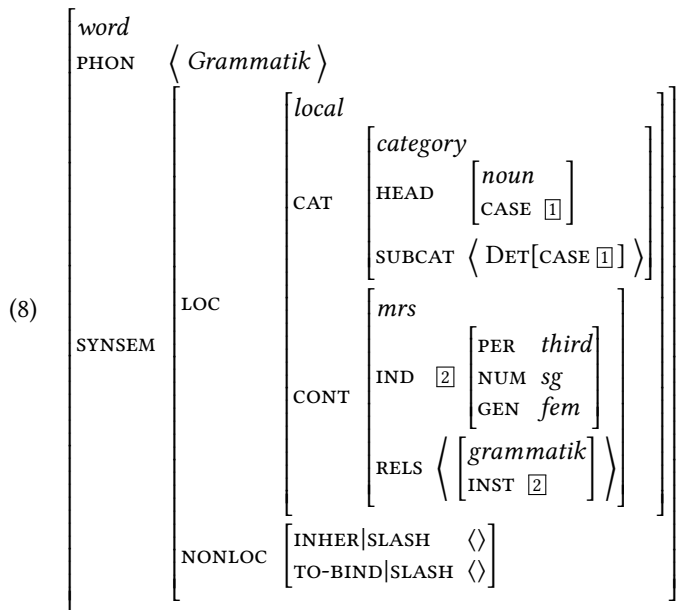 word
PHON ⟨ Grammatik ⟩
local
category
HEAD noun
CASE 1
CAT
SUBCAT ⟨ DET[CASE 1] ⟩
LOC
(8)
mrs
SYNSEM
PER third
IND 2 NUM sg
GEN fem
CONT
RELS ⟨ [grammatik
INST 2] ⟩
INHER|SLASH ⟨⟩
NONLOC
TO-BIND|SLASH ⟨⟩